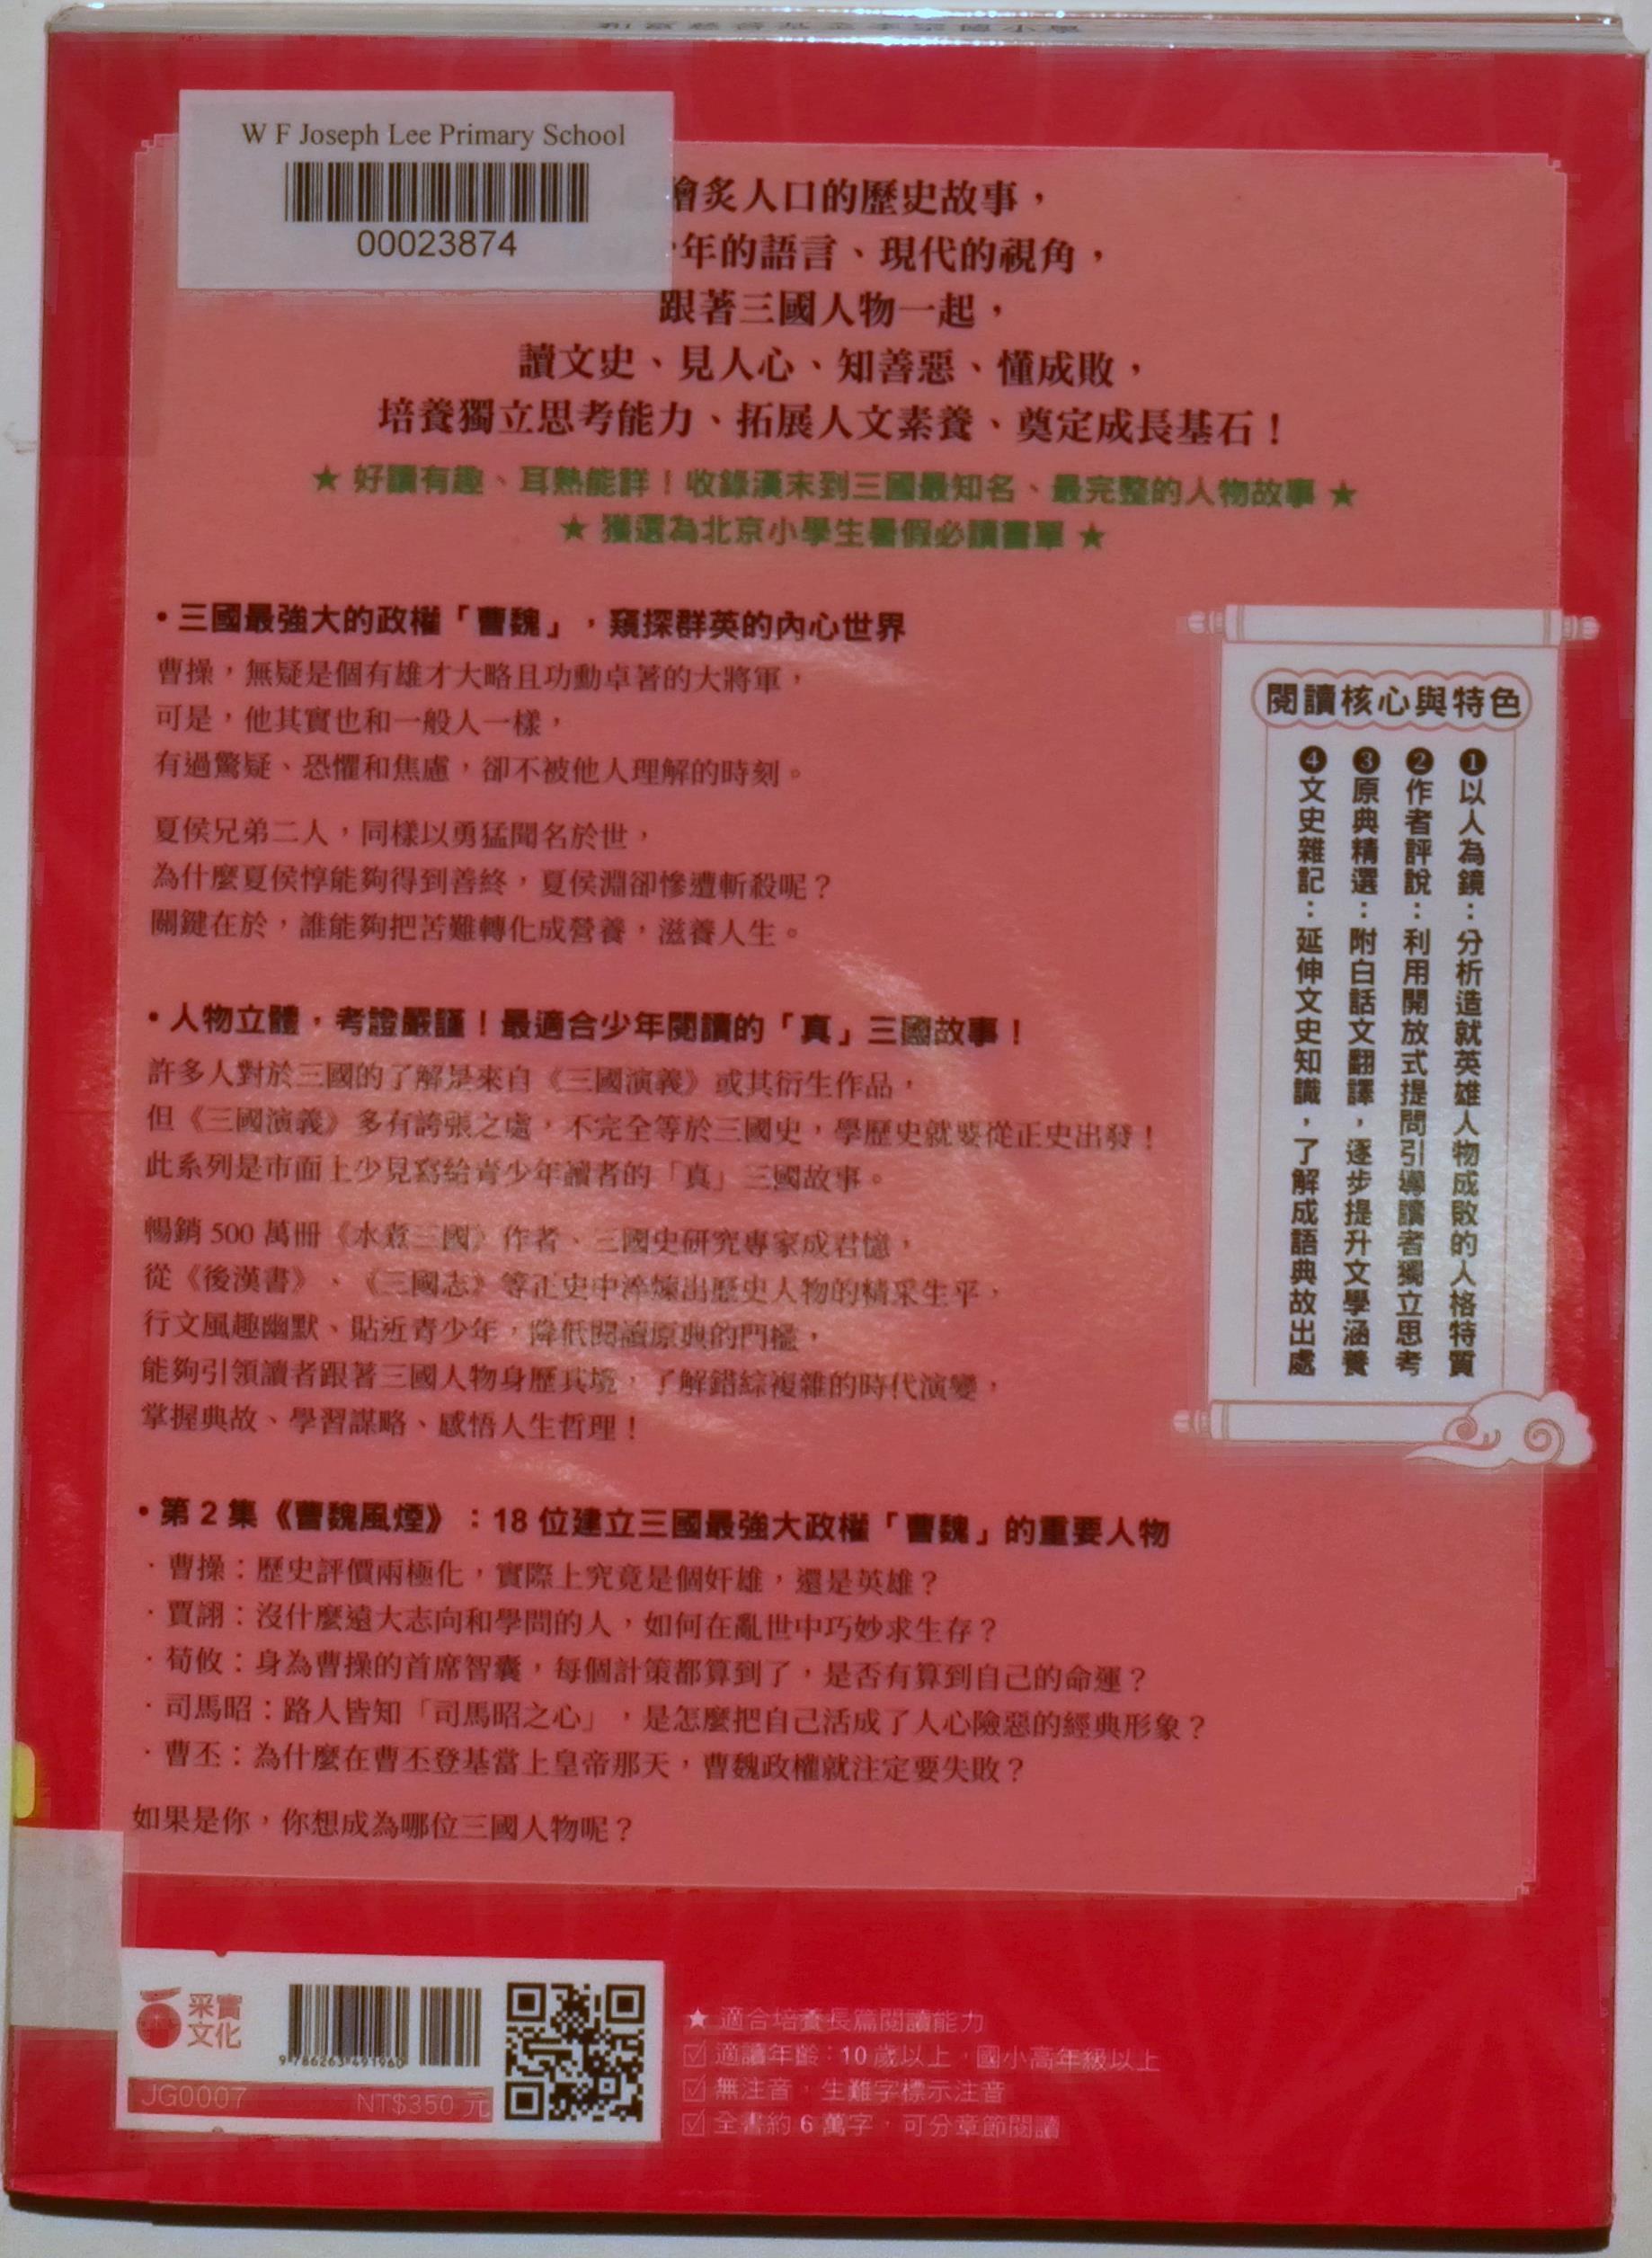 W F Joseph Lee Primary School
00023874
膾炙人口的歷史故事，
年的語言、現代的視角，
跟著三國人物一起，
讀文史、見人心、知善惡、懂成敗，
培養獨立思考能力、拓展人文素養、奠定成長基石！
★ 好讀有趣、耳熟能詳！收錄漢末到三國最知名、最完整的人物故事 ★
★ 獲選為北京小學生暑假必讀書單 ★
• 三國最強大的政權「曹魏」，窺探群英的內心世界
曹操，無疑是個有雄才大略且功勳卓著的大將軍，
可是，他其實也和一般人一樣，
有過驚疑、恐懼和焦慮，卻不被他人理解的時刻。
夏侯兄弟二人，同樣以勇猛聞名於世，
為什麼夏侯惇能夠得到善終，夏侯淵卻慘遭斬殺呢？
關鍵在於，誰能夠把苦難轉化成營養，滋養人生。
• 人物立體，考證嚴謹！最適合少年閱讀的「真」三國故事！
許多人對於三國的了解是來自《三國演義》或其衍生作品，
但《三國演義》多有誇張之處，不完全等於三國史，學歷史就要從正史出發！
此系列是市面上少見寫給青少年讀者的「真」三國故事。
暢銷 500 萬冊《水煮三國》作者、三國史研究專家成君憶，
從《後漢書》、《三國志》等正史中淬煉出歷史人物的精采生平，
行文風趣幽默、貼近青少年，降低閱讀原典的門檻，
能夠引領讀者跟著三國人物身歷其境，了解錯綜複雜的時代演變，
掌握典故、學習謀略、感悟人生哲理！
• 第 2 集《曹魏風煙》：18 位建立三國最強大政權「曹魏」的重要人物
· 曹操：歷史評價兩極化，實際上究竟是個奸雄，還是英雄？
· 賈詡：沒什麼遠大志向和學問的人，如何在亂世中巧妙求生存？
· 荀攸：身為曹操的首席智囊，每個計策都算到了，是否有算到自己的命運？
· 司馬昭：路人皆知「司馬昭之心」，是怎麼把自己活成了人心險惡的經典形象？
· 曹丕：為什麼在曹丕登基當上皇帝那天，曹魏政權就注定要失敗？
如果是你，你想成為哪位三國人物呢？
閱讀核心與特色
❶以人為鏡：分析造就英雄人物成敗的人格特質
❷作者評說：利用開放式提問引導讀者獨立思考
❸原典精選：附白話文翻譯，逐步提升文學涵養
❹文史雜記：延伸文史知識，了解成語典故出處
采實
文化
9 786263 491960
JG0007 NT$350 元
★ 適合培養長篇閱讀能力
☑ 適讀年齡：10 歲以上，國小高年級以上
☑ 無注音，生難字標示注音
☑ 全書約 6 萬字，可分章節閱讀